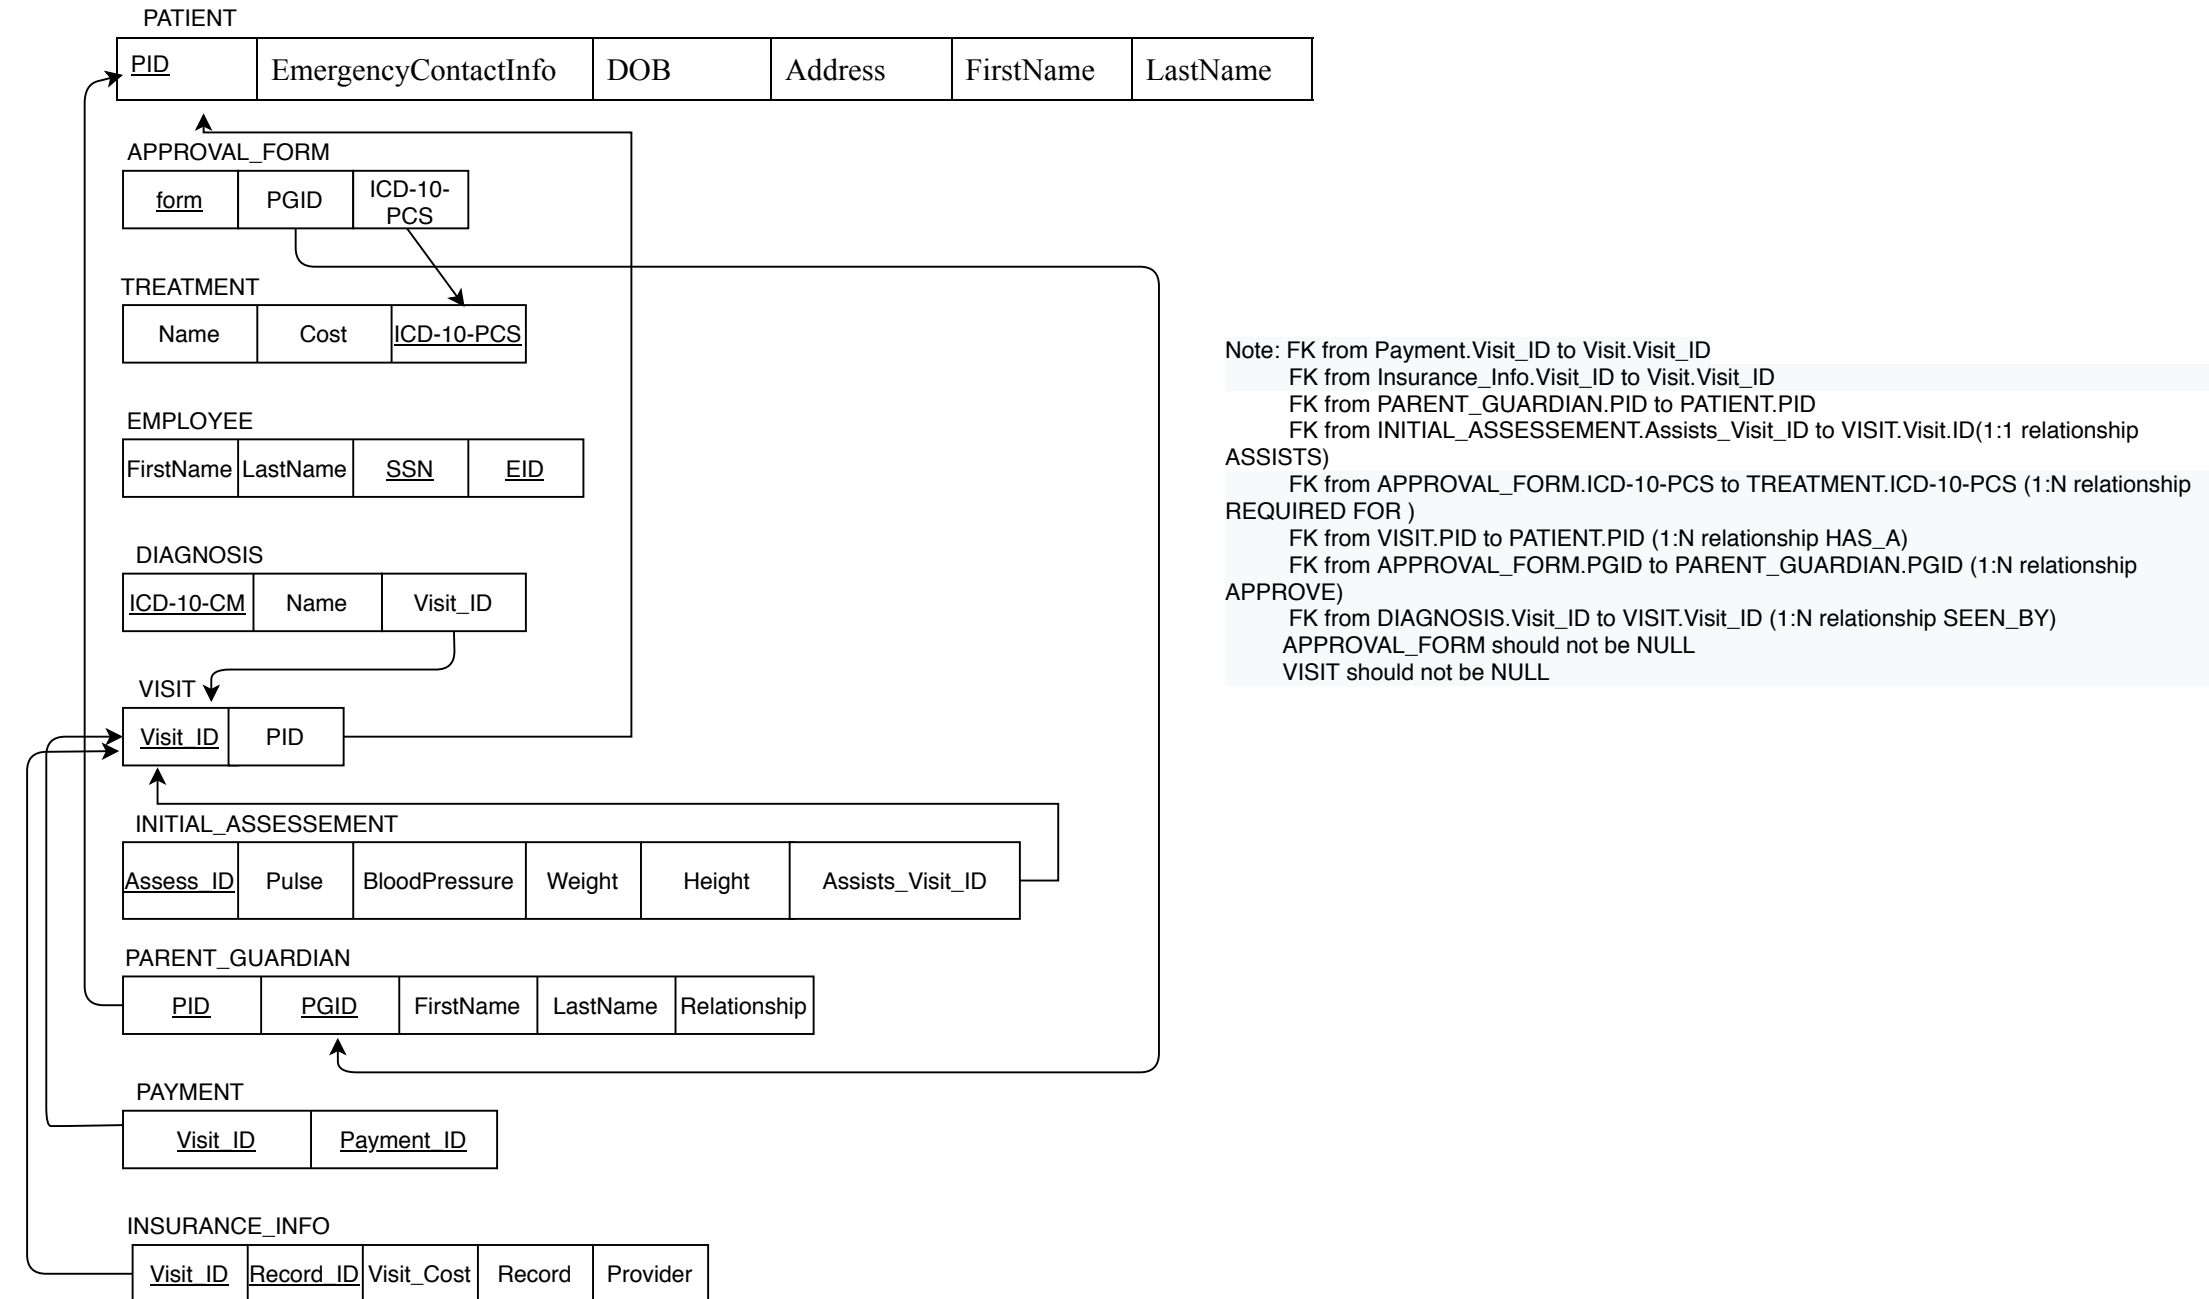 PATIENT
PID EmergencyContactInfo DOB Address FirstName LastName
APPROVAL_FORM
form PGID ICD-10-
PCS
TREATMENT
Name Cost ICD-10-PCS
EMPLOYEE
FirstName LastName SSN EID
DIAGNOSIS
ICD-10-CM Name Visit_ID
VISIT
Visit_ID PID
INITIAL_ASSESSEMENT
Assess_ID Pulse BloodPressure Weight Height Assists_Visit_ID
PARENT_GUARDIAN
PID PGID FirstName LastName Relationship
PAYMENT
Visit_ID Payment_ID
INSURANCE_INFO
Visit_ID Record_ID Visit_Cost Record Provider
Note: FK from Payment.Visit_ID to Visit.Visit_ID
FK from Insurance_Info.Visit_ID to Visit.Visit_ID
FK from PARENT_GUARDIAN.PID to PATIENT.PID
FK from INITIAL_ASSESSEMENT.Assists_Visit_ID to VISIT.Visit.ID(1:1 relationship
ASSISTS)
FK from APPROVAL_FORM.ICD-10-PCS to TREATMENT.ICD-10-PCS (1:N relationship
REQUIRED FOR )
FK from VISIT.PID to PATIENT.PID (1:N relationship HAS_A)
FK from APPROVAL_FORM.PGID to PARENT_GUARDIAN.PGID (1:N relationship
APPROVE)
FK from DIAGNOSIS.Visit_ID to VISIT.Visit_ID (1:N relationship SEEN_BY)
APPROVAL_FORM should not be NULL
VISIT should not be NULL